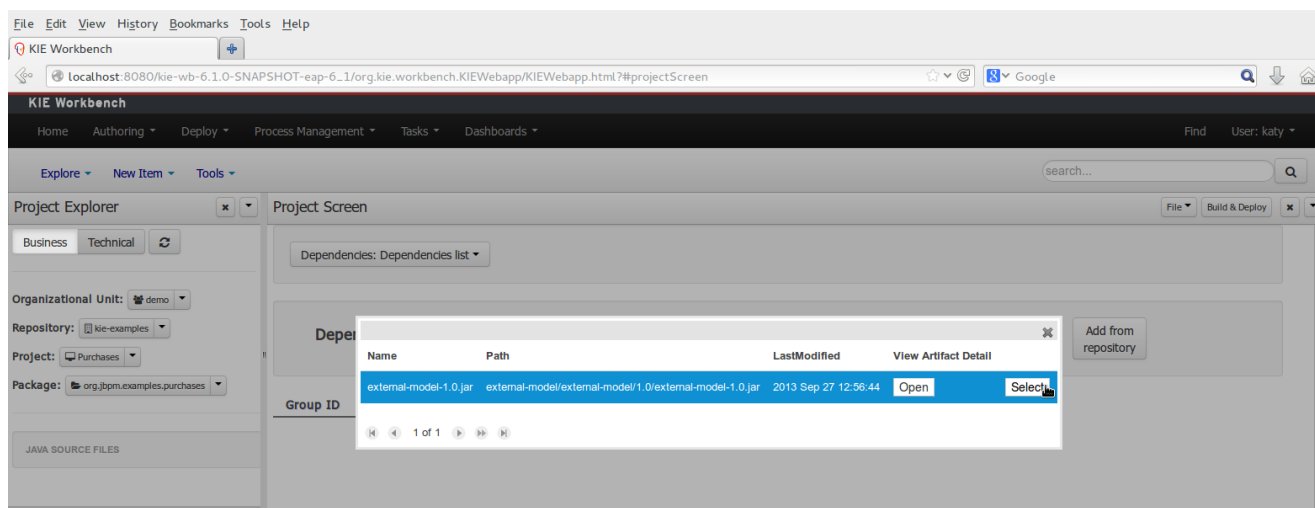 File Edit View History Bookmarks Tools Help
KIE Workbench
localhost:8080/kie-wb-6.1.0-SNAPSHOT-eap-6_1/org.kie.workbench.KIEWebapp/KIEWebapp.html?#projectScreen
Google
KIE Workbench
Home Authoring Deploy Process Management Tasks Dashboards Find User: katy
Explore New Item Tools search...
Project Explorer Project Screen File Build & Deploy
Business Technical
Dependencies: Dependencies list
Organizational Unit: demo
Repository: kie-examples
Project: Purchases
Package: org.jbpm.examples.purchases
Depen
Add from
repository
Name Path LastModified View Artifact Detail
external-model-1.0.jar external-model/external-model/1.0/external-model-1.0.jar 2013 Sep 27 12:56:44 Open Select
Group ID
1 of 1
JAVA SOURCE FILES